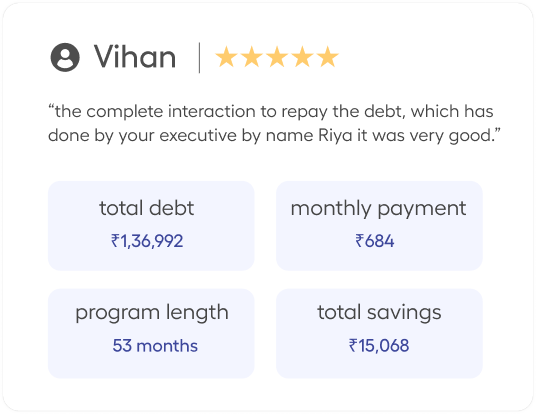 Vihan
“the complete interaction to repay the debt, which has
done by your executive by name Riya it was very good.”
total debt
₹1,36,992
monthly payment
₹684
program length
53 months
total savings
₹15,068